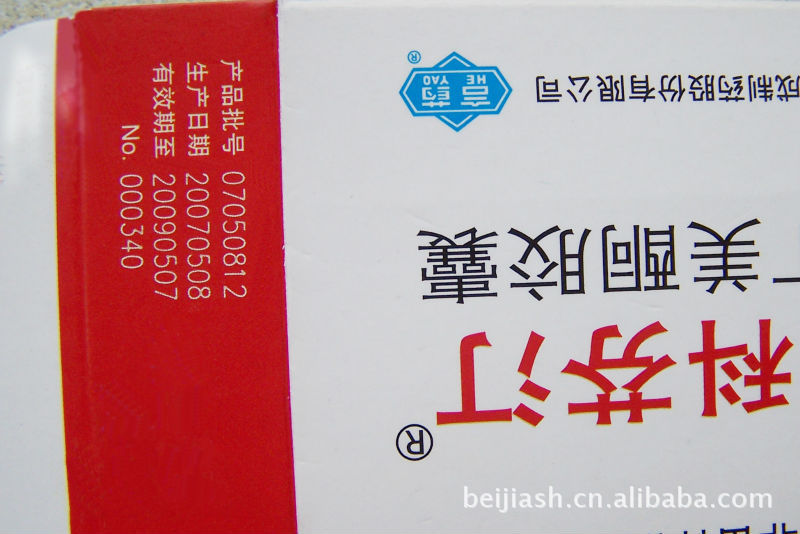 产品批号 07050812
生产日期 20070508
有效期至 20090507
No. 000340
科芬汀®
丁美酮胶囊
成制药股份有限公司
HE YAO
®
beijiash.cn.alibaba.com